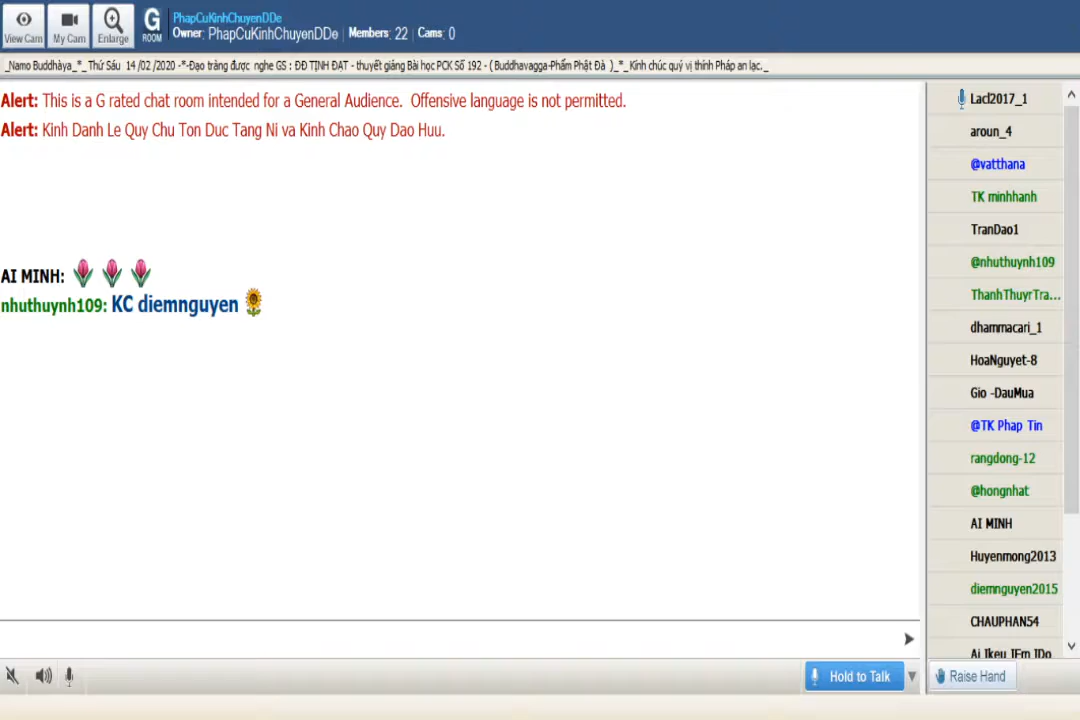 View Cam
My Cam
Enlarge
G
ROOM
PhapCuKinhChuyenDDe
Owner: PhapCuKinhChuyenDDe
Members: 22
Cams: 0
_Namo Buddhàya_*_ Thứ Sáu 14 /02 /2020 -*-Đạo tràng được nghe GS : ĐĐ TỊNH ĐẠT - thuyết giảng Bài học PCK Số 192 - ( Buddhavagga-Phẩm Phật Đà )_*_Kính chúc quý vị thính Pháp an lạc._
Alert: This is a G rated chat room intended for a General Audience. Offensive language is not permitted.
Alert: Kinh Danh Le Quy Chu Ton Duc Tang Ni va Kinh Chao Quy Dao Huu.
AI MINH:
nhuthuynh109: KC diemnguyen
Lacl2017_1
aroun_4
@vatthana
TK minhhanh
TranDao1
@nhuthuynh109
ThanhThuyrTra...
dhammacari_1
HoaNguyet-8
Gio -DauMua
@TK Phap Tin
rangdong-12
@hongnhat
AI MINH
Huyenmong2013
diemnguyen2015
CHAUPHAN54
Ai Ikeu IEm IDo
Hold to Talk
Raise Hand